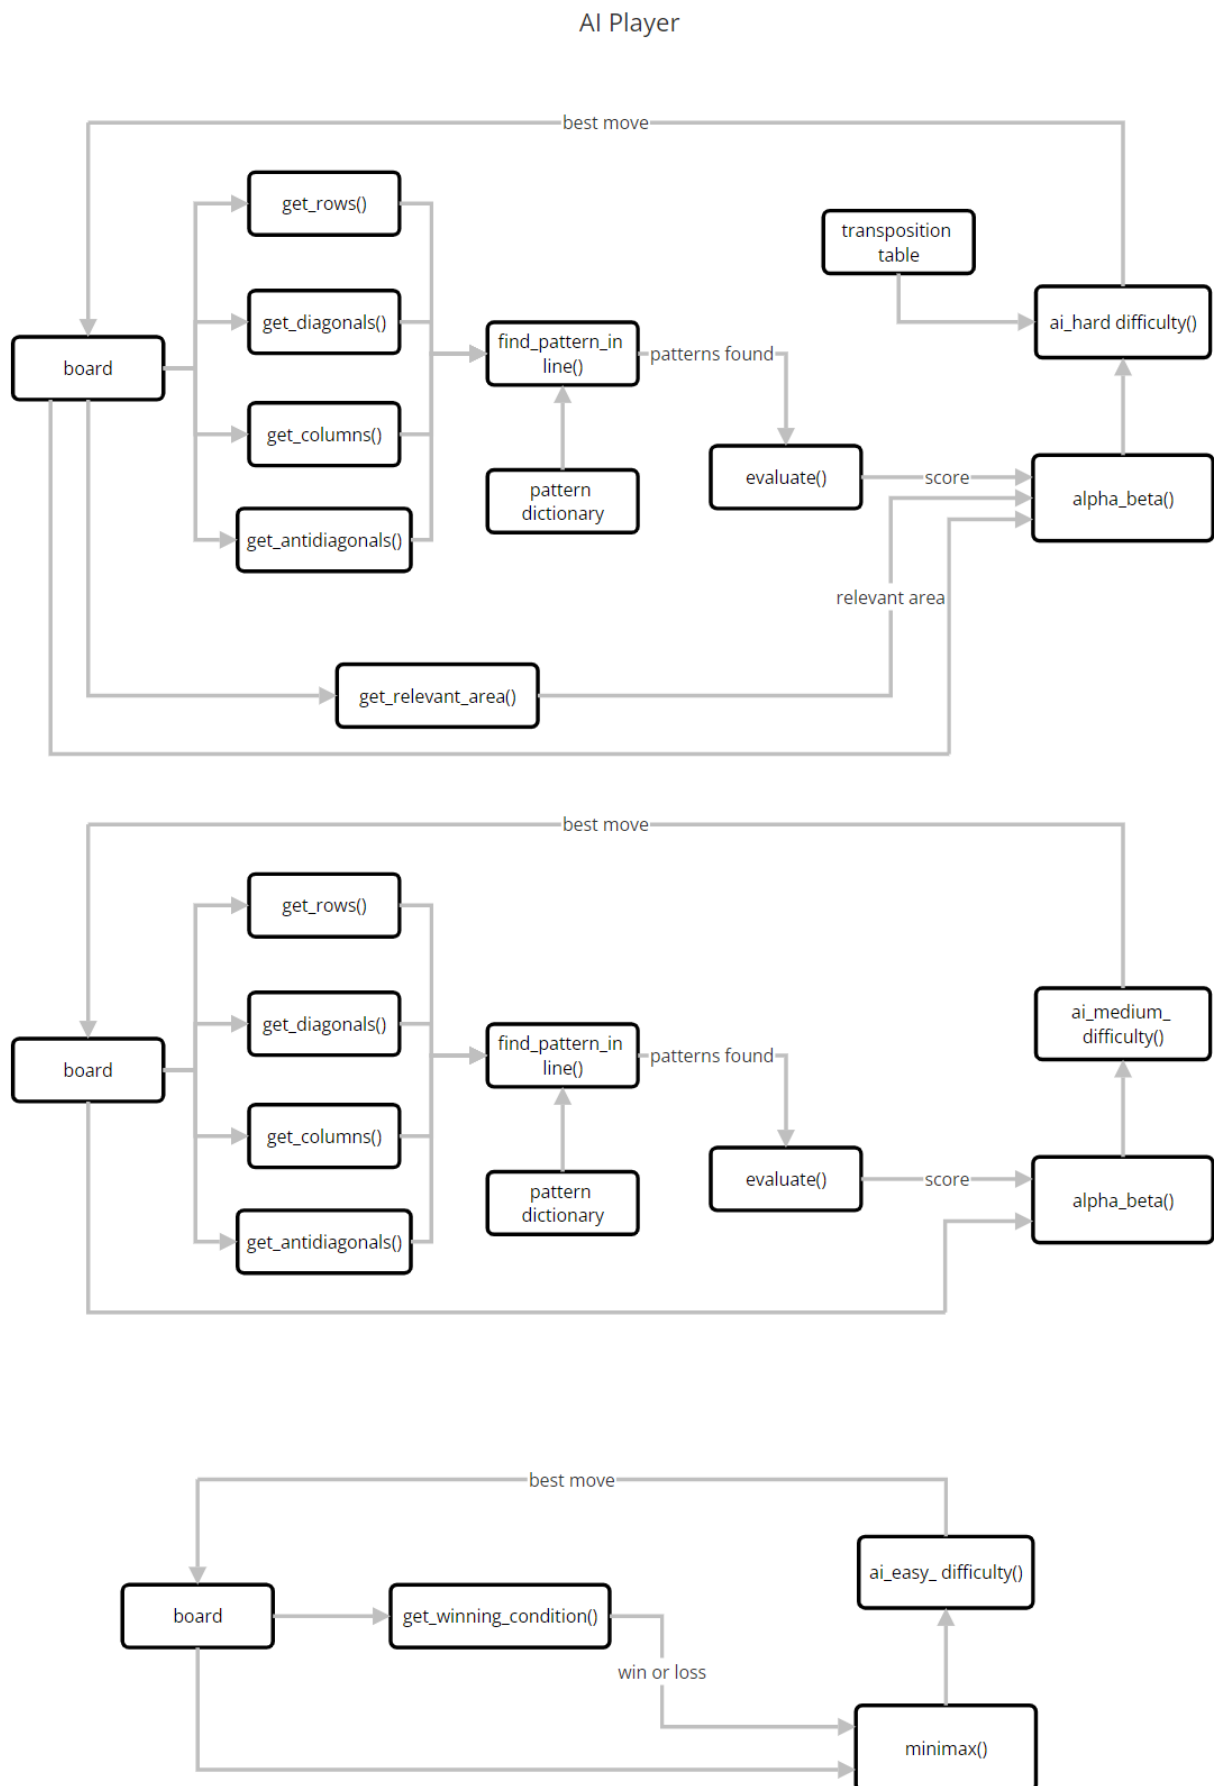 AI Player
best move
get_rows()
transposition
table
get_diagonals()
ai_hard difficulty()
find_pattern_in
line()
patterns found
board
get_columns()
evaluate()
score
alpha_beta()
pattern
dictionary
get_antidiagonals()
relevant area
get_relevant_area()
best move
get_rows()
ai_medium_
difficulty()
get_diagonals()
find_pattern_in
line()
patterns found
board
get_columns()
evaluate()
score
alpha_beta()
pattern
dictionary
get_antidiagonals()
best move
ai_easy_ difficulty()
board
get_winning_condition()
win or loss
minimax()